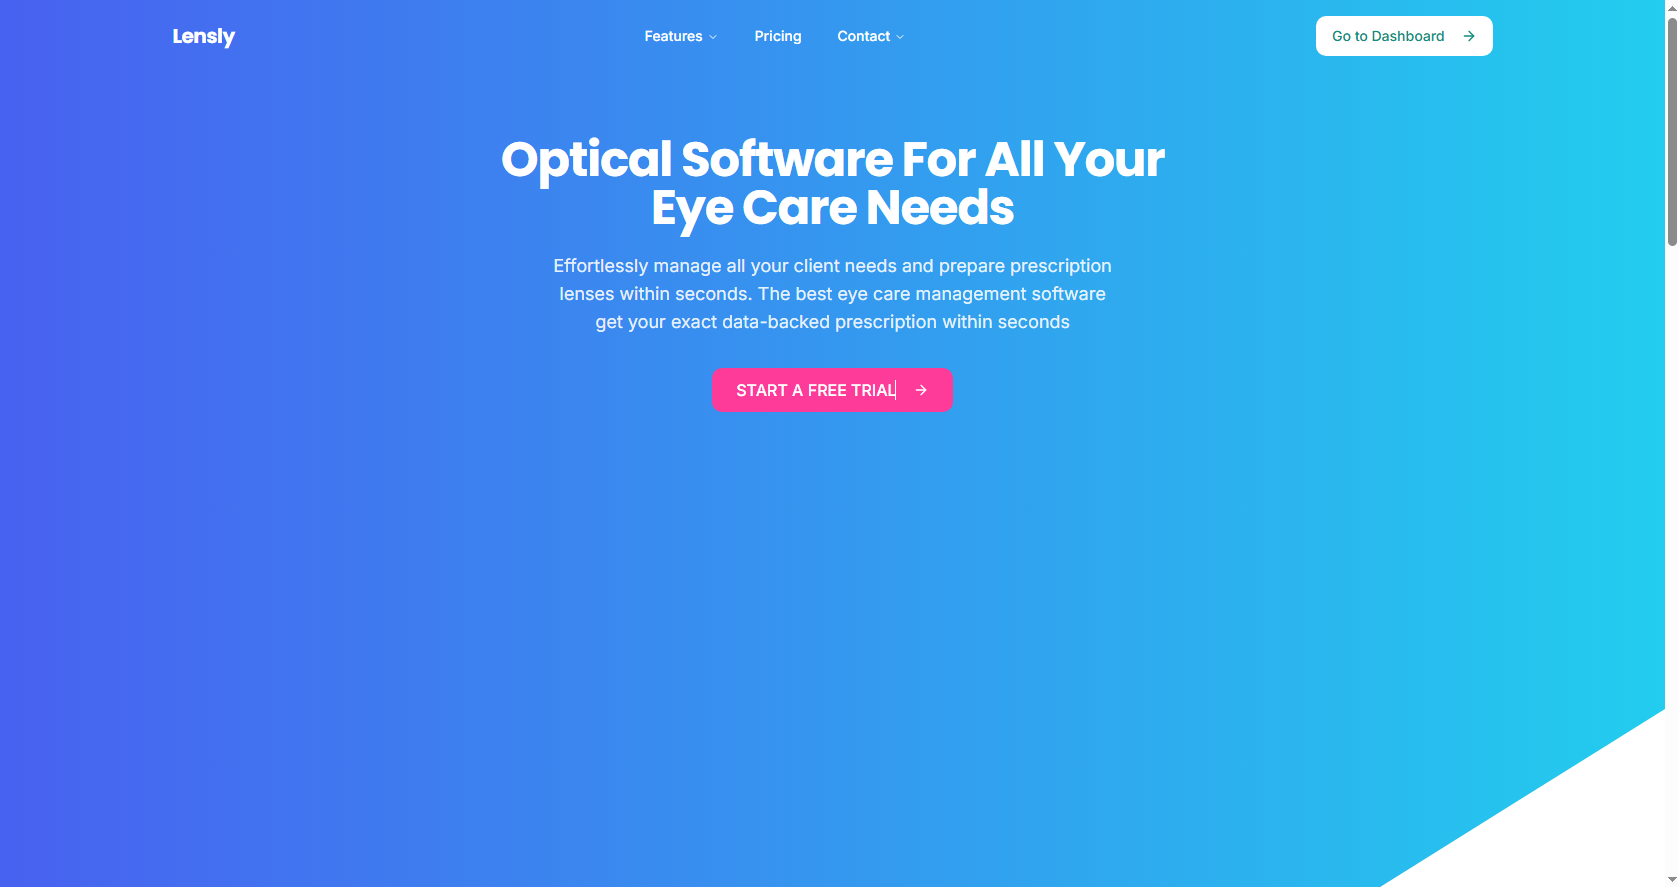 Lensly
Features
Pricing
Contact
Go to Dashboard
Optical Software For All Your
Eye Care Needs
Effortlessly manage all your client needs and prepare prescription
lenses within seconds. The best eye care management software
get your exact data-backed prescription within seconds
START A FREE TRIAL